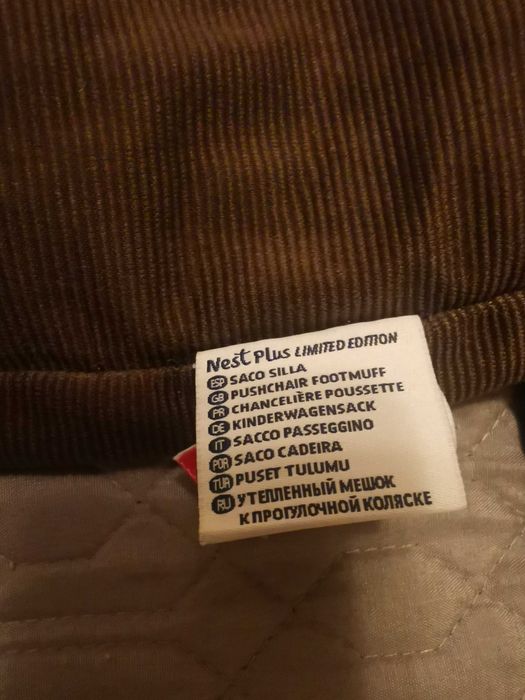 Nest Plus LIMITED EDITION
ESP SACO SILLA
GB PUSHCHAIR FOOTMUFF
FR CHANCELIÈRE POUSSETTE
DE KINDERWAGENSACK
IT SACCO PASSEGGINO
POR SACO CADEIRA
TUR PUSET TULUMU
RU УТЕПЛЕННЫЙ МЕШОК
К ПРОГУЛОЧНОЙ КОЛЯСКЕ